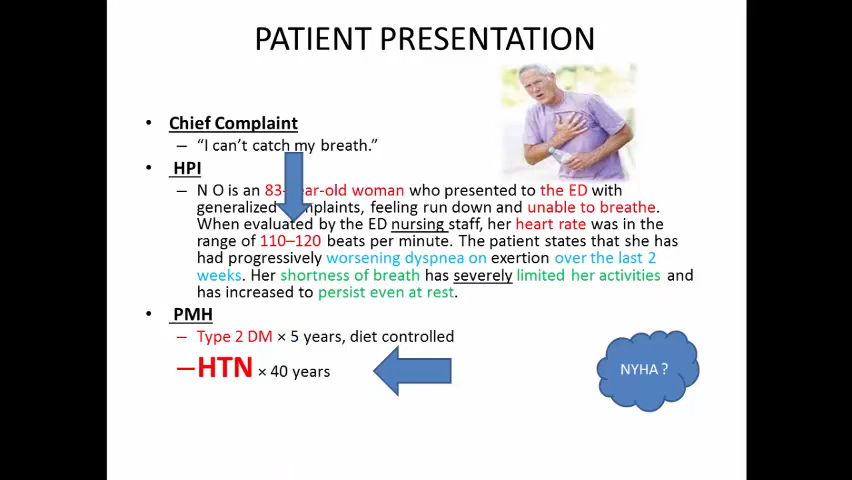 PATIENT PRESENTATION
• Chief Complaint
– “I can’t catch my breath.”
• HPI
– N O is an 83-year-old woman who presented to the ED with
generalized complaints, feeling run down and unable to breathe.
When evaluated by the ED nursing staff, her heart rate was in the
range of 110–120 beats per minute. The patient states that she has
had progressively worsening dyspnea on exertion over the last 2
weeks. Her shortness of breath has severely limited her activities and
has increased to persist even at rest.
• PMH
– Type 2 DM × 5 years, diet controlled
–HTN × 40 years
NYHA ?